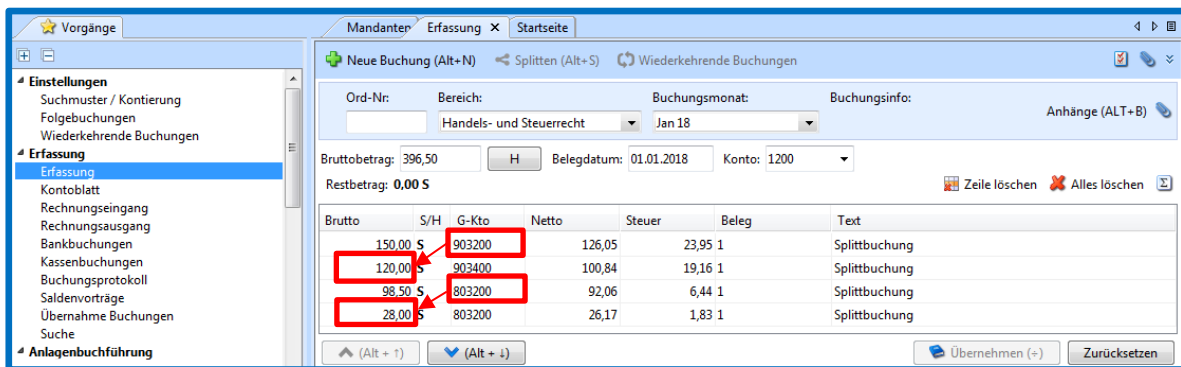 Vorgänge
Mandanten Erfassung Startseite
Neue Buchung (Alt+N) Splitten (Alt+S) Wiederkehrende Buchungen
Einstellungen
Suchmuster / Kontierung
Folgebuchungen
Wiederkehrende Buchungen
Erfassung
Erfassung
Kontoblatt
Rechnungseingang
Rechnungsausgang
Bankbuchungen
Kassenbuchungen
Buchungsprotokoll
Saldenvorträge
Übernahme Buchungen
Suche
Anlagenbuchführung
Ord-Nr: Bereich: Buchungsmonat: Buchungsinfo:
Handels- und Steuerrecht Jan 18 Anhänge (ALT+B)
Bruttobetrag: 396,50 H Belegdatum: 01.01.2018 Konto: 1200
Restbetrag: 0,00 S Zeile löschen Alles löschen Σ
Brutto S/H G-Kto Netto Steuer Beleg Text
150,00 S 903200 126,05 23,95 1 Splittbuchung
120,00 S 903400 100,84 19,16 1 Splittbuchung
98,50 S 803200 92,06 6,44 1 Splittbuchung
28,00 S 803200 26,17 1,83 1 Splittbuchung
(Alt + ↑) (Alt + ↓) Übernehmen (÷) Zurücksetzen